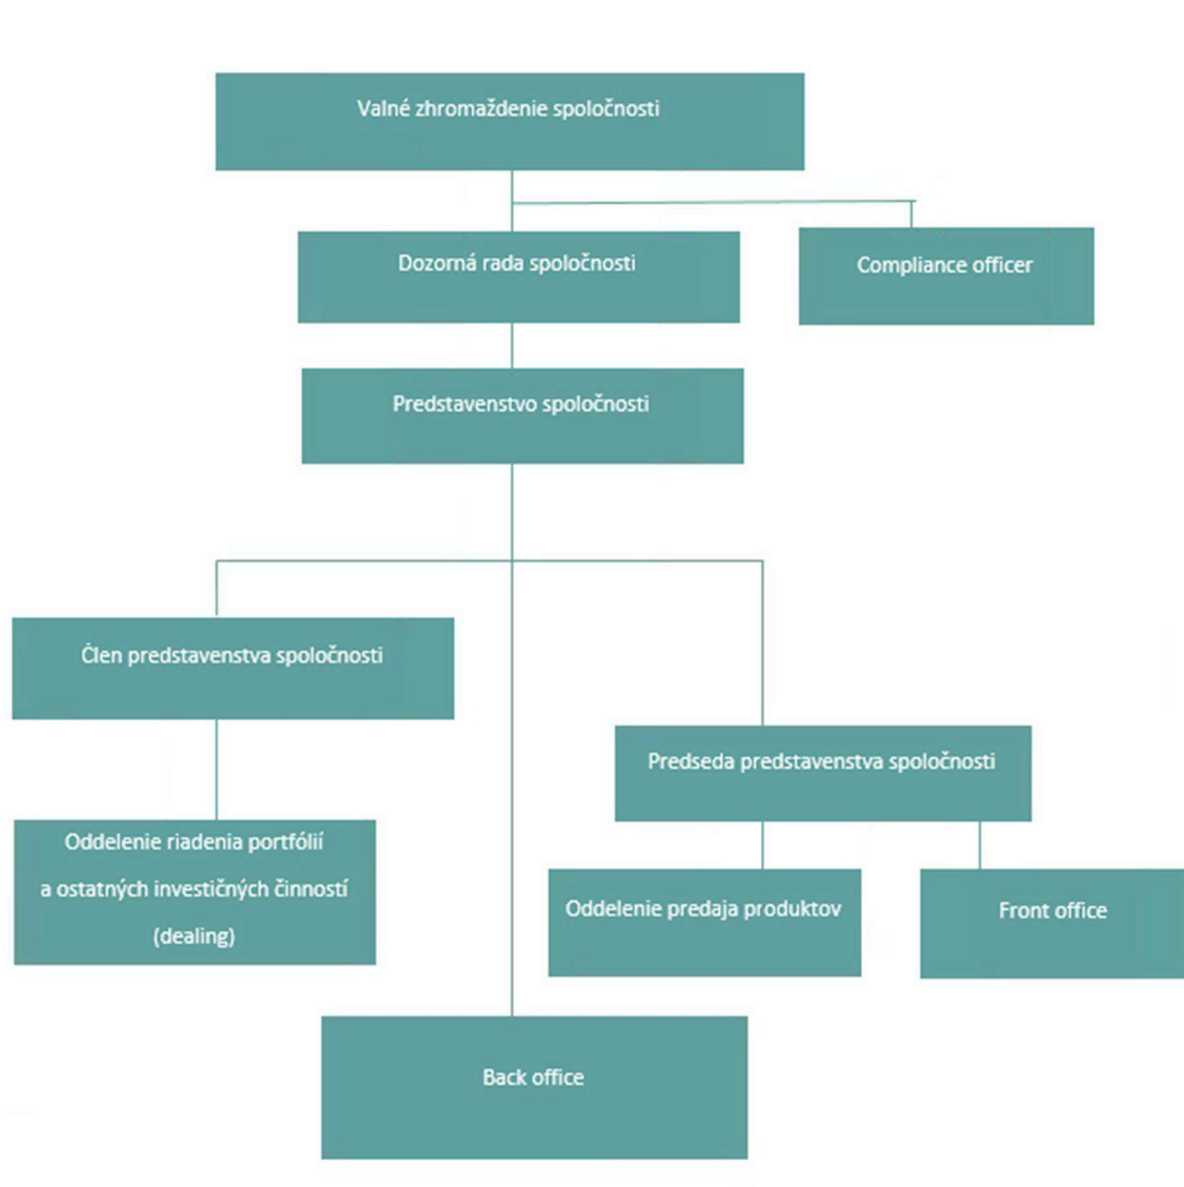 Valné zhromaždenie spoločnosti
Dozorná rada spoločnosti
Compliance officer
Predstavenstvo spoločnosti
Člen predstavenstva spoločnosti
Predseda predstavenstva spoločnosti
Oddelenie riadenia portfólií
a ostatných investičných činností
(dealing)
Oddelenie predaja produktov
Front office
Back office